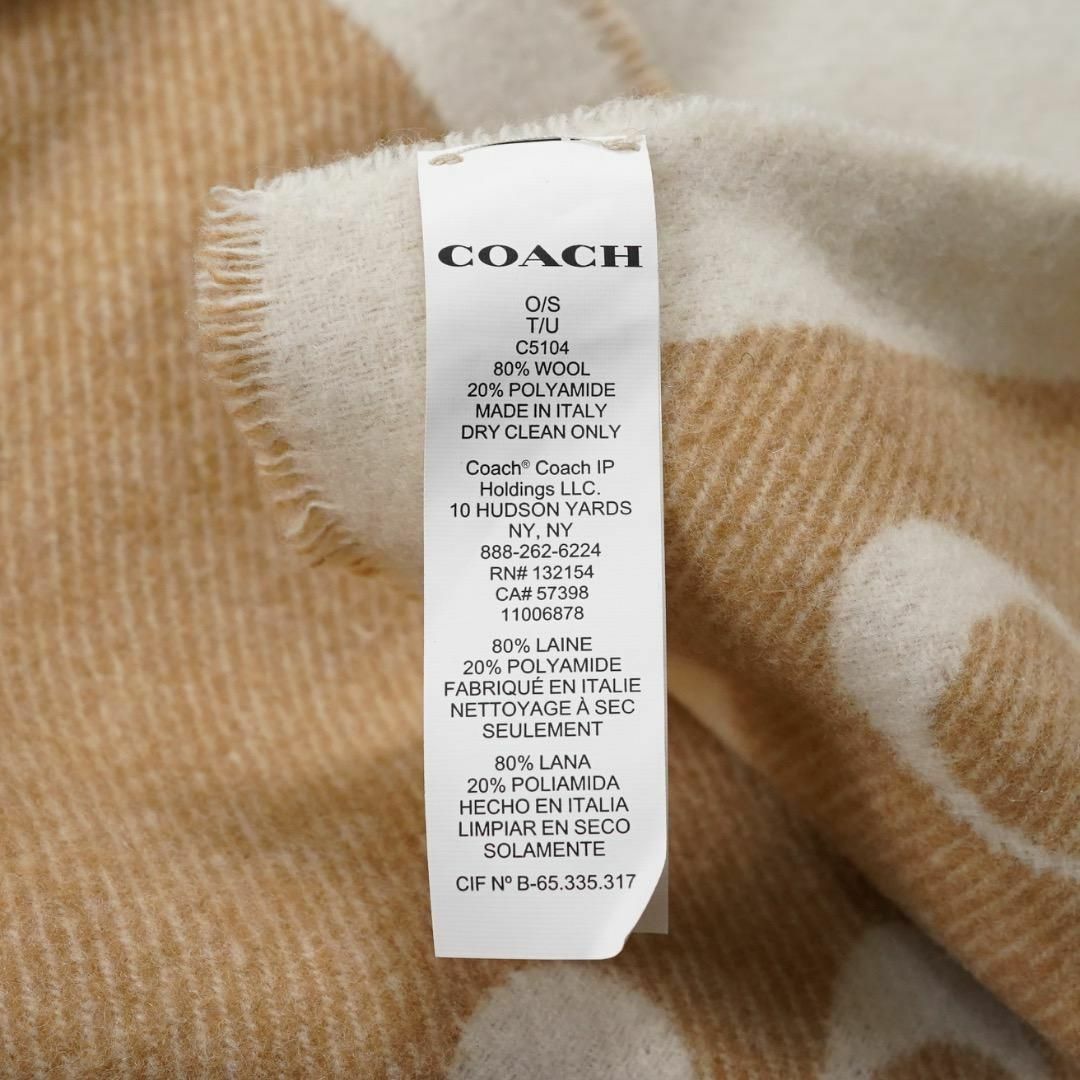 COACH
O/S
T/U
C5104
80% WOOL
20% POLYAMIDE
MADE IN ITALY
DRY CLEAN ONLY
Coach® Coach IP
Holdings LLC.
10 HUDSON YARDS
NY, NY
888-262-6224
RN# 132154
CA# 57398
11006878
80% LAINE
20% POLYAMIDE
FABRIQUÉ EN ITALIE
NETTOYAGE À SEC
SEULEMENT
80% LANA
20% POLIAMIDA
HECHO EN ITALIA
LIMPIAR EN SECO
SOLAMENTE
CIF Nº B-65.335.317